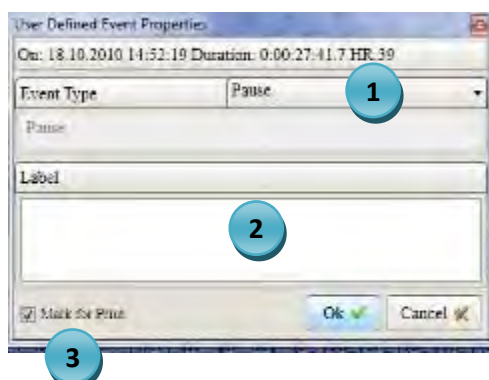 User Defined Event Properties
On: 18.10.2010 14:52:19 Duration: 0:00:27:41.7 HR 39
Event Type Pause 1
Pause
Label
2
Mark for Print Ok Cancel
3